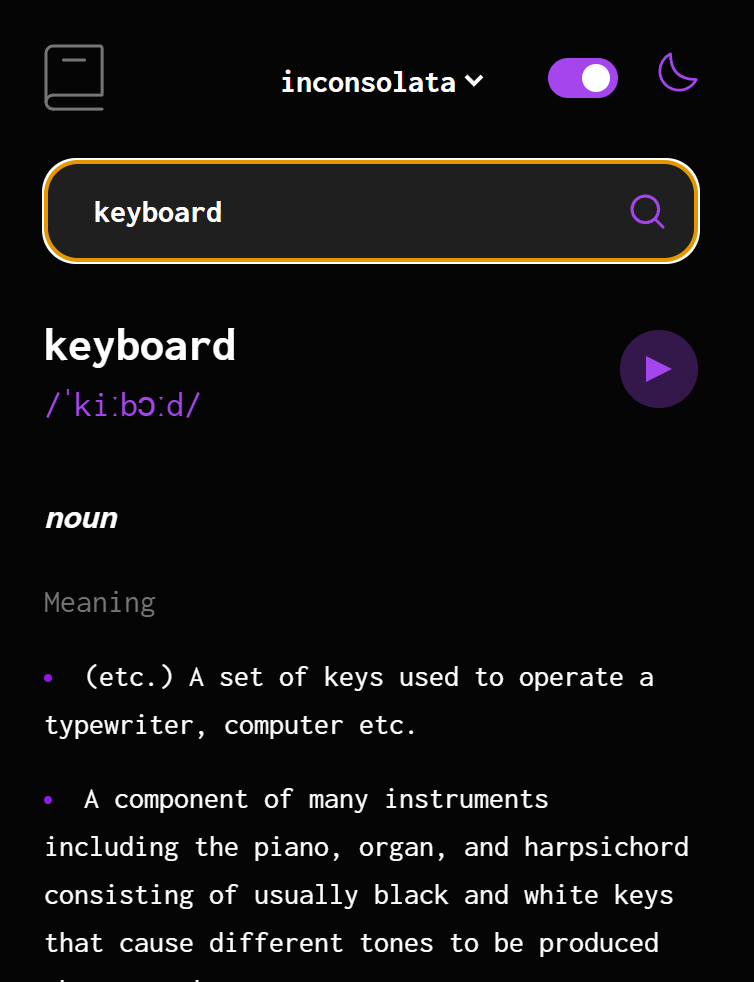 inconsolata
keyboard
keyboard
/ˈkiːbɔːd/
noun
Meaning
• (etc.) A set of keys used to operate a
typewriter, computer etc.
• A component of many instruments
including the piano, organ, and harpsichord
consisting of usually black and white keys
that cause different tones to be produced